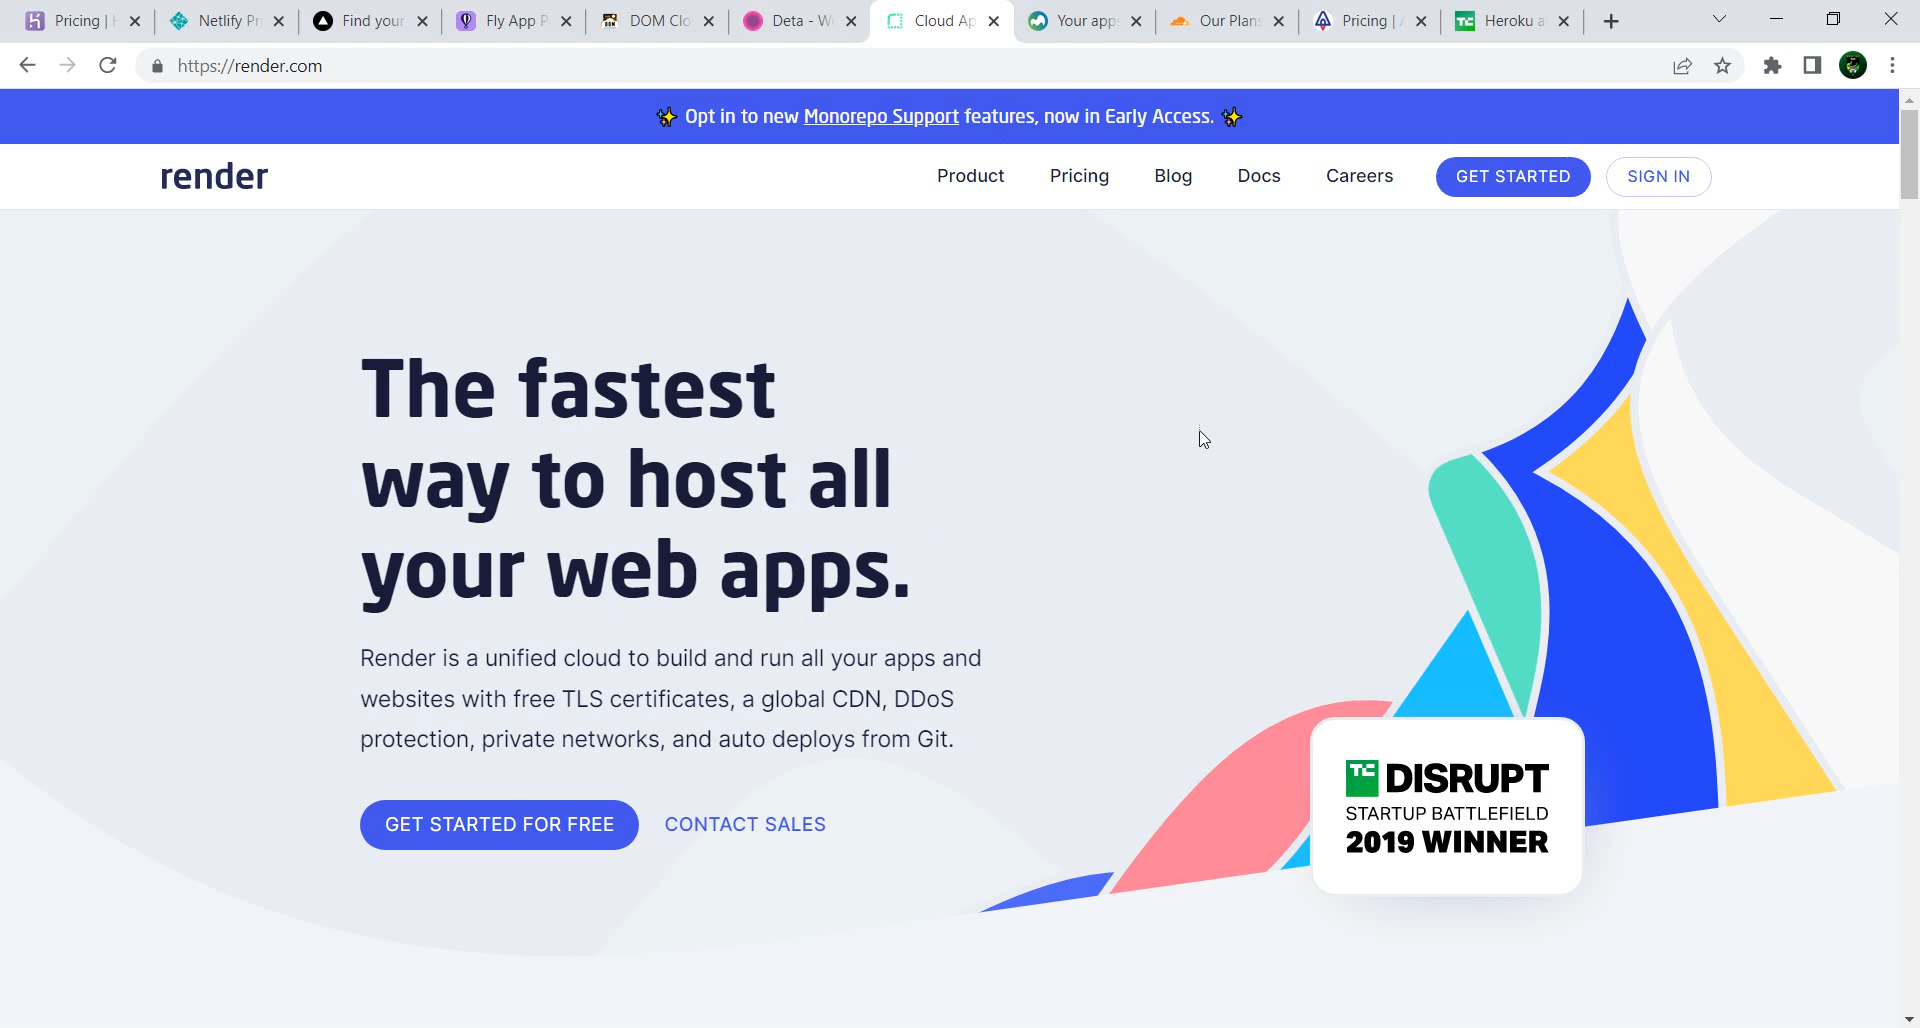 Pricing | H
Netlify Pr
Find your
Fly App P
DOM Clo
Deta - W
Cloud Ap
Your apps
Our Plans
Pricing | A
Heroku a
https://render.com
✨ Opt in to new Monorepo Support features, now in Early Access. ✨
render
Product
Pricing
Blog
Docs
Careers
GET STARTED
SIGN IN
The fastest
way to host all
your web apps.
Render is a unified cloud to build and run all your apps and
websites with free TLS certificates, a global CDN, DDoS
protection, private networks, and auto deploys from Git.
GET STARTED FOR FREE
CONTACT SALES
TC DISRUPT
STARTUP BATTLEFIELD
2019 WINNER